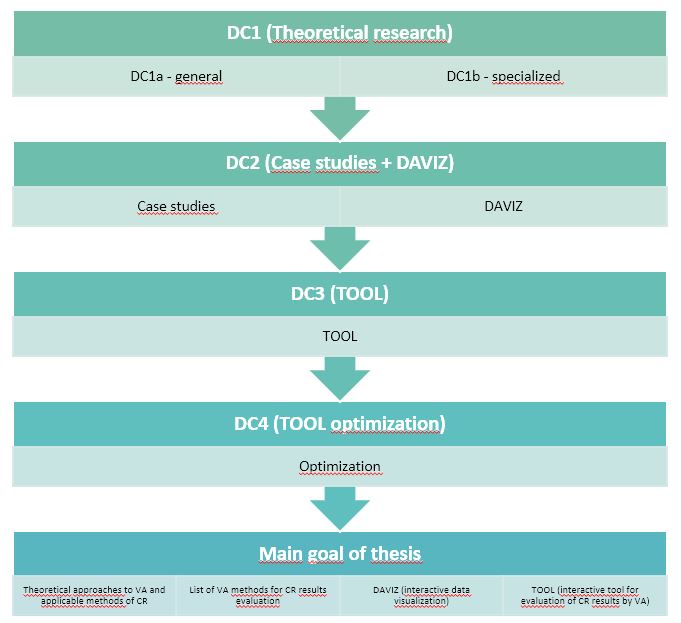 DC1 (Theoretical research)
DC1a - general
DC1b - specialized
DC2 (Case studies + DAVIZ)
Case studies
DAVIZ
DC3 (TOOL)
TOOL
DC4 (TOOL optimization)
Optimization
Main goal of thesis
Theoretical approaches to VA and
applicable methods of CR
List of VA methods for CR results
evaluation
DAVIZ (interactive data
visualization)
TOOL (interactive tool for
evaluation of CR results by VA)